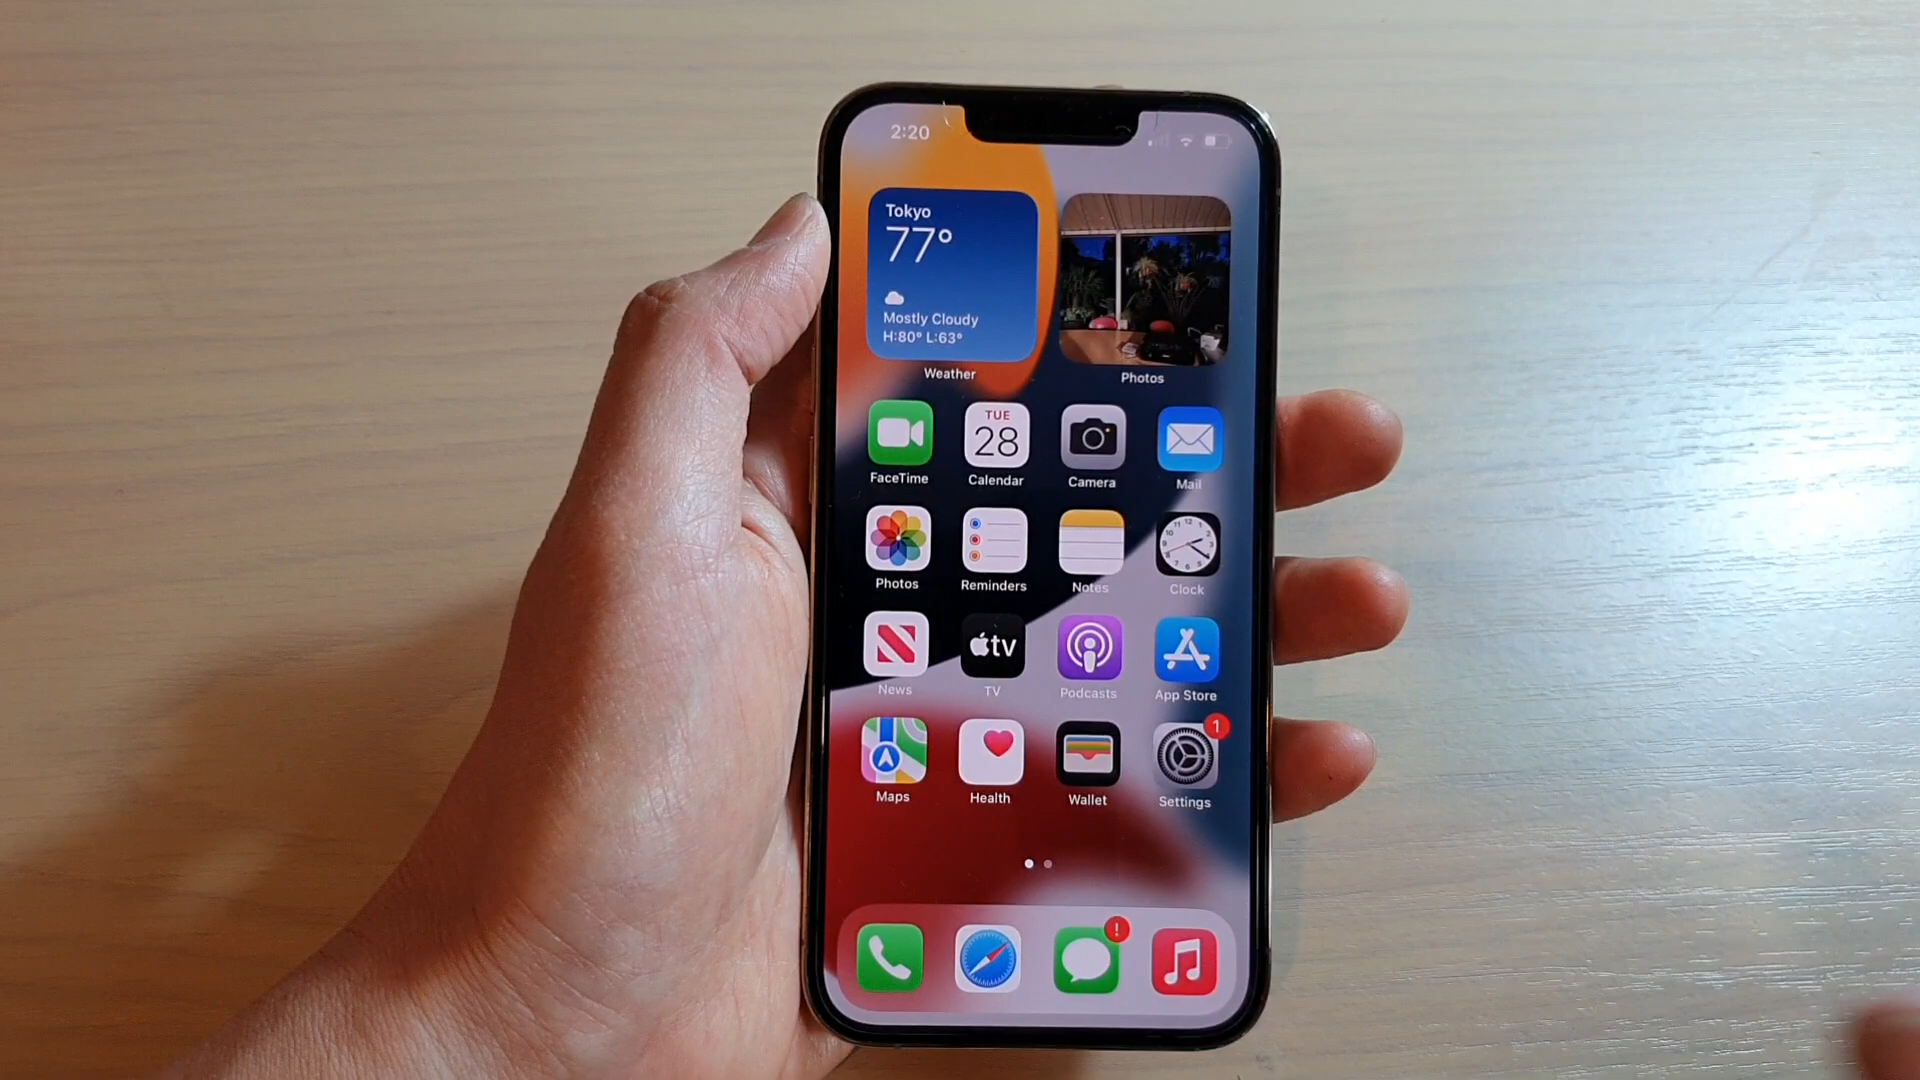 2:20
Tokyo
77°
Mostly Cloudy
H:80° L:63°
Weather
Photos
TUE
28
FaceTime
Calendar
Camera
Mail
Photos
Reminders
Notes
Clock
tv
News
TV
Podcasts
App Store
1
Maps
Health
Wallet
Settings
!